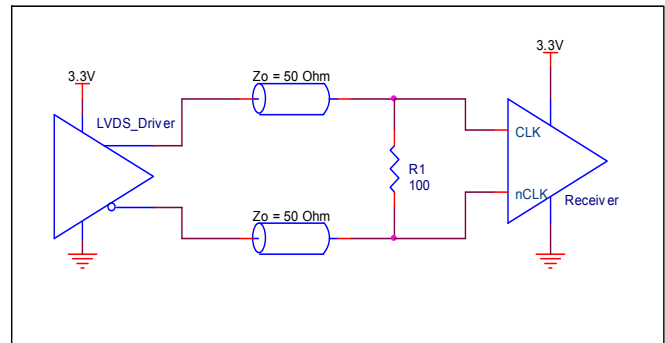 3.3V
LVDS_Driver
Zo = 50 Ohm
R1
100
Zo = 50 Ohm
3.3V
CLK
nCLK
Receiver